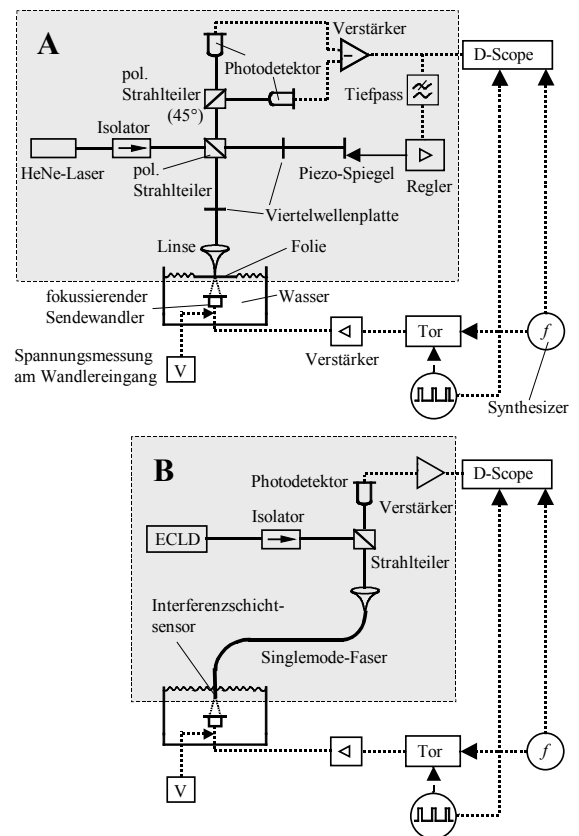 A
Verstärker
D-Scope
Photodetektor
pol.
Strahlteiler
(45°)
Tiefpass
Isolator
HeNe-Laser
pol.
Strahlteiler
Piezo-Spiegel
Regler
Viertelwellenplatte
Linse
Folie
fokussierender
Sendewandler
Wasser
Spannungsmessung
am Wandlereingang
V
Verstärker
Tor
f
Synthesizer
B
Photodetektor
D-Scope
Verstärker
Isolator
ECLD
Strahlteiler
Interferenzschicht-
sensor
Singlemode-Faser
Tor
f
V